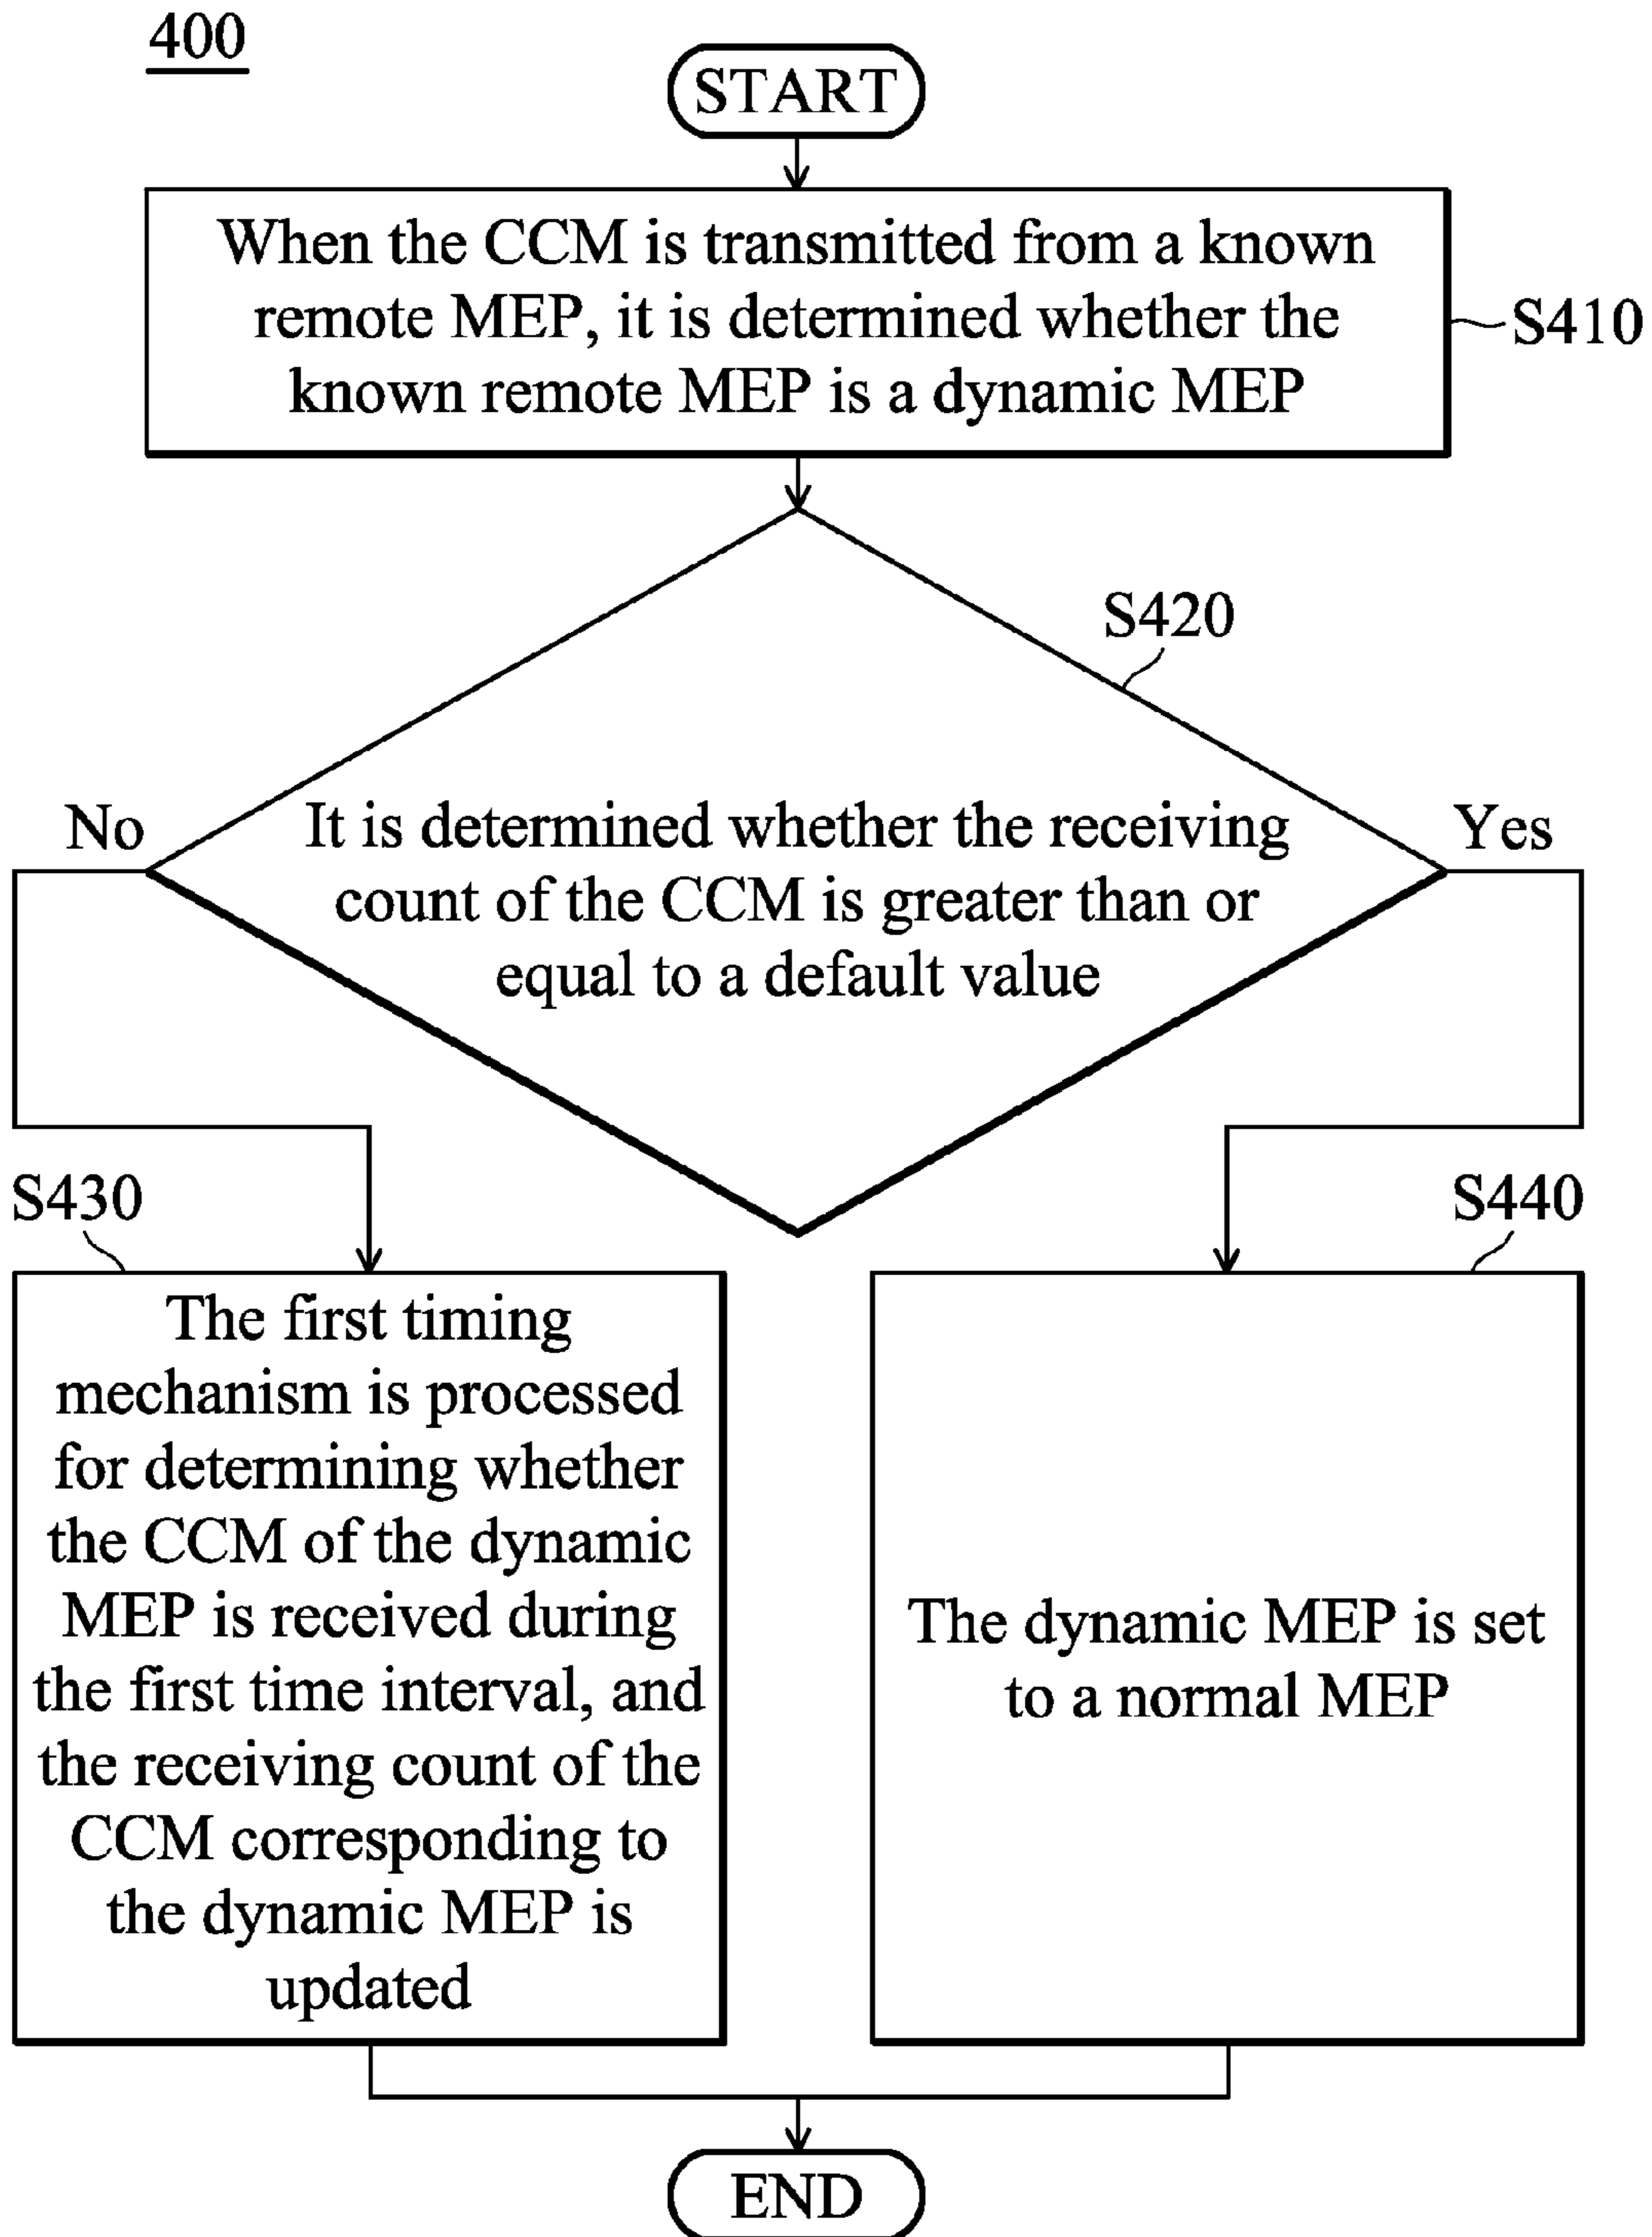 400
START
When the CCM is transmitted from a known
remote MEP, it is determined whether the
known remote MEP is a dynamic MEP
S410
S420
No
Yes
It is determined whether the receiving
count of the CCM is greater than or
equal to a default value
S430
S440
The first timing
mechanism is processed
for determining whether
the CCM of the dynamic
MEP is received during
the first time interval, and
the receiving count of the
CCM corresponding to
the dynamic MEP is
updated
The dynamic MEP is set
to a normal MEP
END